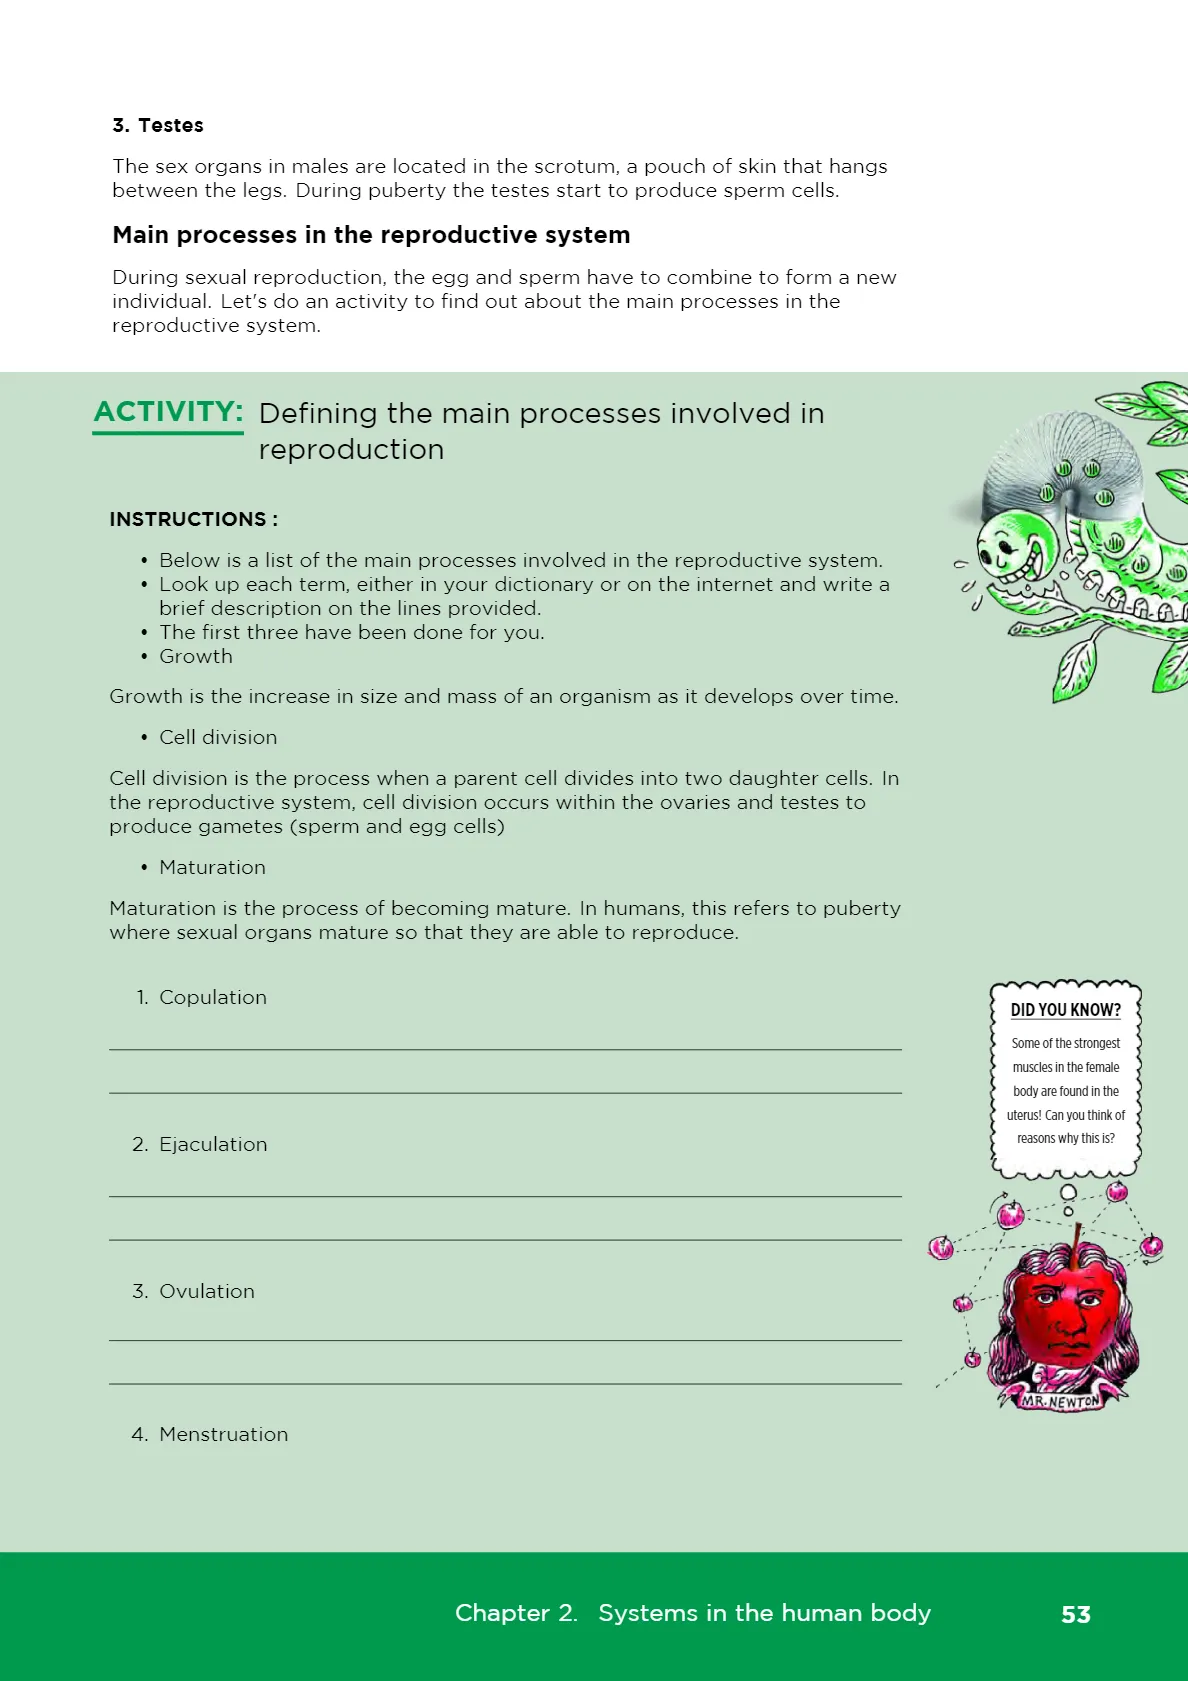 3. Testes
The sex organs in males are located in the scrotum, a pouch of skin that hangs
between the legs. During puberty the testes start to produce sperm cells.
Main processes in the reproductive system
During sexual reproduction, the egg and sperm have to combine to form a new
individual. Let's do an activity to find out about the main processes in the
reproductive system.
ACTIVITY: Defining the main processes involved in
reproduction
INSTRUCTIONS :
• Below is a list of the main processes involved in the reproductive system.
• Look up each term, either in your dictionary or on the internet and write a
brief description on the lines provided.
• The first three have been done for you.
• Growth
Growth is the increase in size and mass of an organism as it develops over time.
• Cell division
Cell division is the process when a parent cell divides into two daughter cells. In
the reproductive system, cell division occurs within the ovaries and testes to
produce gametes (sperm and egg cells)
• Maturation
Maturation is the process of becoming mature. In humans, this refers to puberty
where sexual organs mature so that they are able to reproduce.
1. Copulation
2. Ejaculation
3. Ovulation
4. Menstruation
DID YOU KNOW?
Some of the strongest
muscles in the female
body are found in the
uterus! Can you think of
reasons why this is?
MR. NEWTON
Chapter 2. Systems in the human body 53